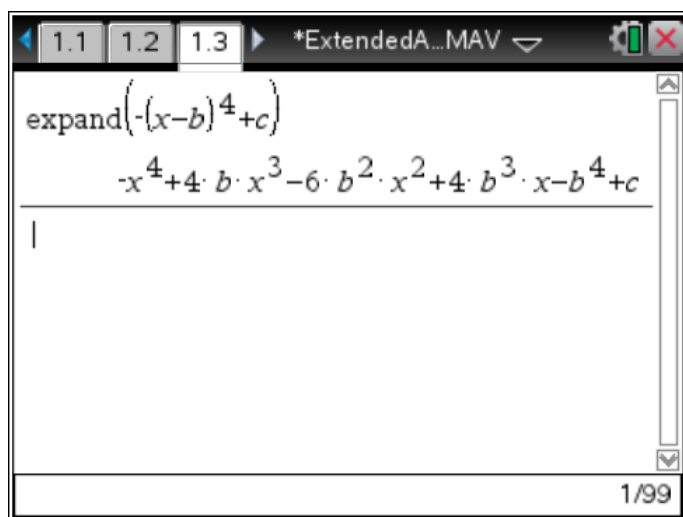 1.1 1.2 1.3 *ExtendedA...MAV
expand(-(x-b)^4+c)
-x^4+4·b·x^3-6·b^2·x^2+4·b^3·x-b^4+c
1/99